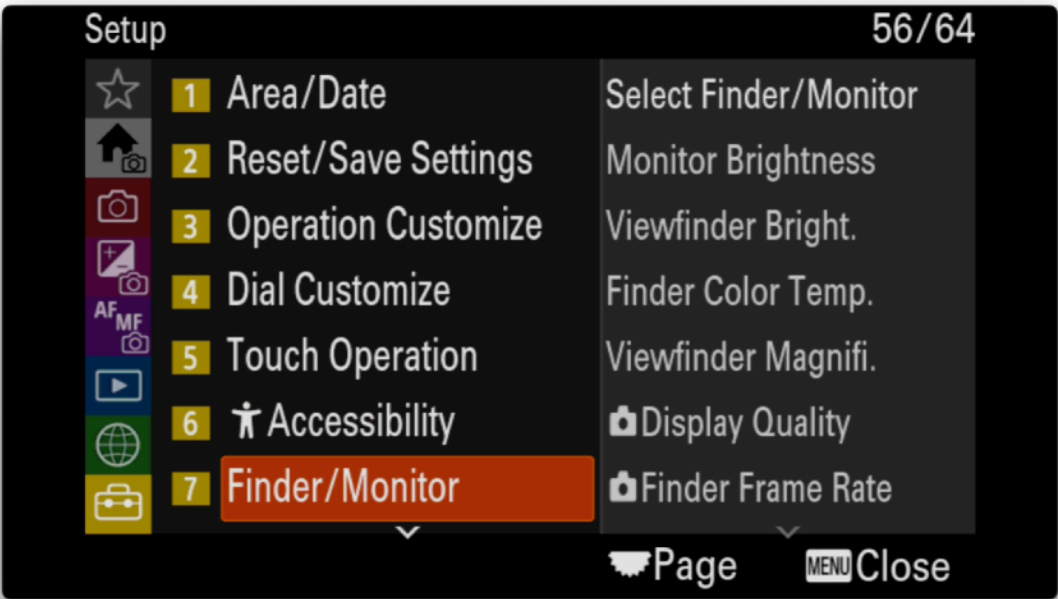 Setup 56/64
1 Area/Date
2 Reset/Save Settings
3 Operation Customize
4 Dial Customize
5 Touch Operation
6 Accessibility
7 Finder/Monitor
AF MF
Select Finder/Monitor
Monitor Brightness
Viewfinder Bright.
Finder Color Temp.
Viewfinder Magnifi.
Display Quality
Finder Frame Rate
Page MENU Close